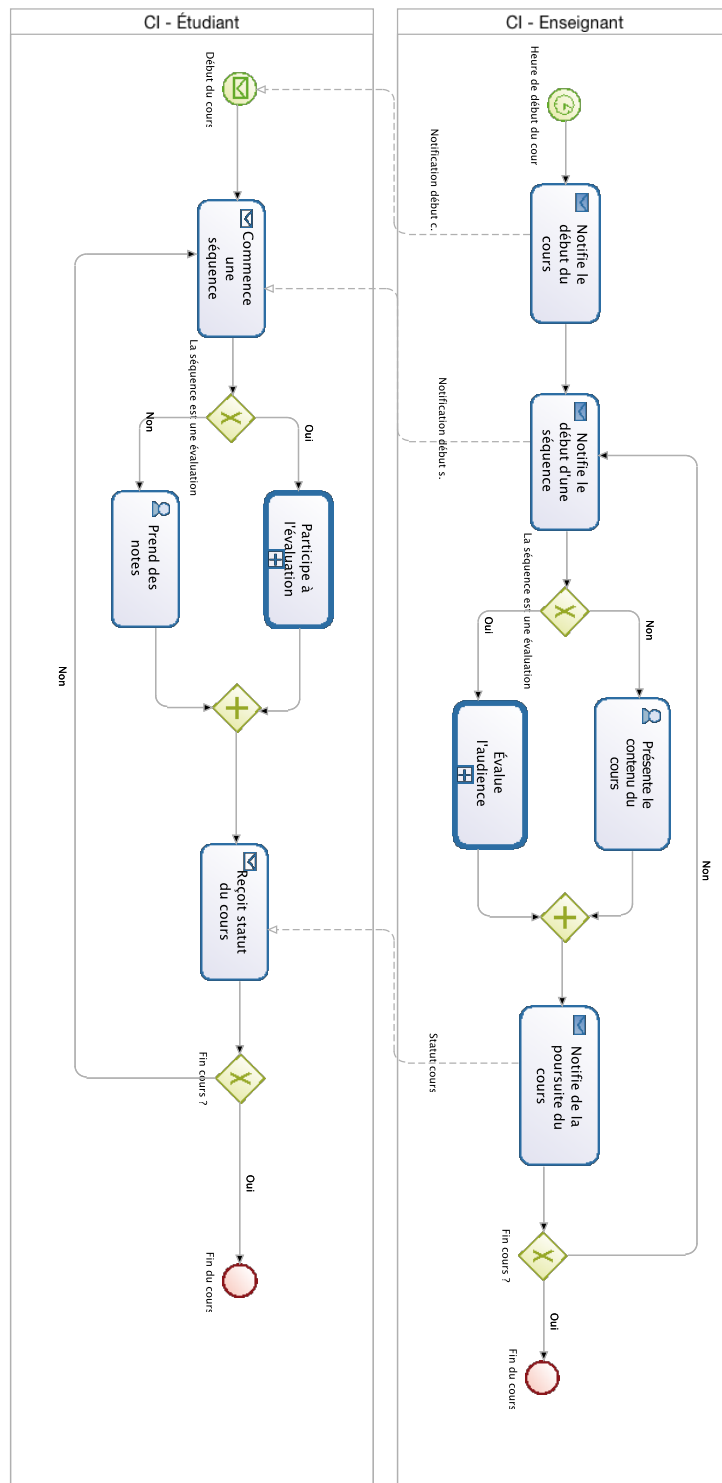 CI - Étudiant
Début du cours
Commence
une
séquence
La séquence est une évaluation
Non
Oui
Prend des
notes
Participe à
l'évaluation
Non
Reçoit statut
du cours
Fin cours ?
Oui
Fin du cours
CI - Enseignant
Heure de début du cour
Notification début c.
Notifie le
début du
cours
Notification début s.
Notifie le
début d'une
séquence
La séquence est une évaluation
Oui
Non
Évalue
l'audience
Présente le
contenu du
cours
Non
Statut cours
Notifie de la
poursuite du
cours
Fin cours ?
Oui
Fin du cours